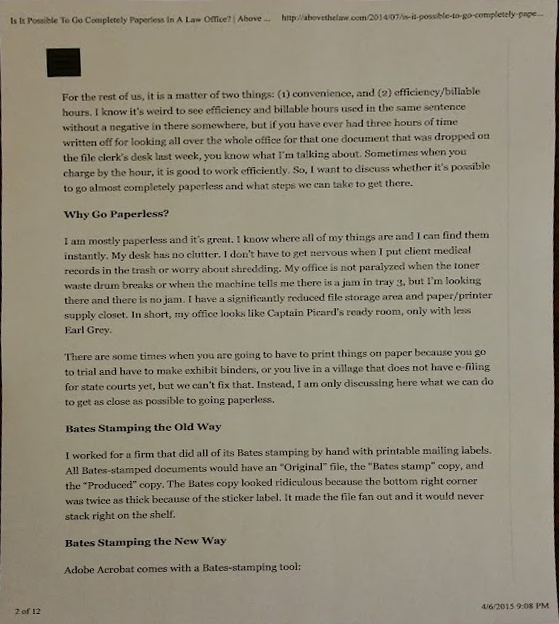 Is It Possible To Go Completely Paperless In A Law Office? | Above ... http://abovethelaw.com/2014/07/is-it-possible-to-go-completely-pape...
For the rest of us, it is a matter of two things: (1) convenience, and (2) efficiency/billable
hours. I know it's weird to see efficiency and billable hours used in the same sentence
without a negative in there somewhere, but if you have ever had three hours of time
written off for looking all over the whole office for that one document that was dropped on
the file clerk's desk last week, you know what I'm talking about. Sometimes when you
charge by the hour, it is good to work efficiently. So, I want to discuss whether it's possible
to go almost completely paperless and what steps we can take to get there.
Why Go Paperless?
I am mostly paperless and it's great. I know where all of my things are and I can find them
instantly. My desk has no clutter. I don't have to get nervous when I put client medical
records in the trash or worry about shredding. My office is not paralyzed when the toner
waste drum breaks or when the machine tells me there is a jam in tray 3, but I'm looking
there and there is no jam. I have a significantly reduced file storage area and paper/printer
supply closet. In short, my office looks like Captain Picard's ready room, only with less
Earl Grey.
There are some times when you are going to have to print things on paper because you go
to trial and have to make exhibit binders, or you live in a village that does not have e-filing
for state courts yet, but we can't fix that. Instead, I am only discussing here what we can do
to get as close as possible to going paperless.
Bates Stamping the Old Way
I worked for a firm that did all of its Bates stamping by hand with printable mailing labels.
All Bates-stamped documents would have an "Original" file, the "Bates stamp" copy, and
the "Produced" copy. The Bates copy looked ridiculous because the bottom right corner
was twice as thick because of the sticker label. It made the file fan out and it would never
stack right on the shelf.
Bates Stamping the New Way
Adobe Acrobat comes with a Bates-stamping tool:
2 of 12 4/6/2015 9:08 PM